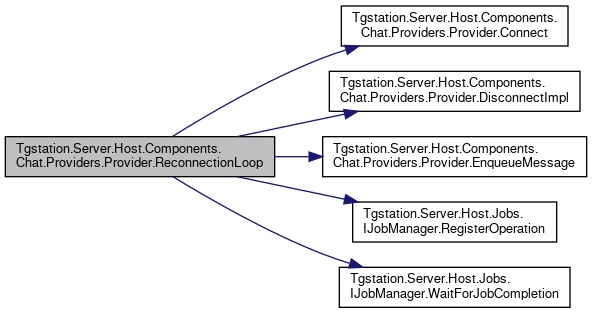 Tgstation.Server.Host.Components.
Chat.Providers.Provider.ReconnectionLoop
Tgstation.Server.Host.Components.
Chat.Providers.Provider.Connect
Tgstation.Server.Host.Components.
Chat.Providers.Provider.DisconnectImpl
Tgstation.Server.Host.Components.
Chat.Providers.Provider.EnqueueMessage
Tgstation.Server.Host.Jobs.
IJobManager.RegisterOperation
Tgstation.Server.Host.Jobs.
IJobManager.WaitForJobCompletion